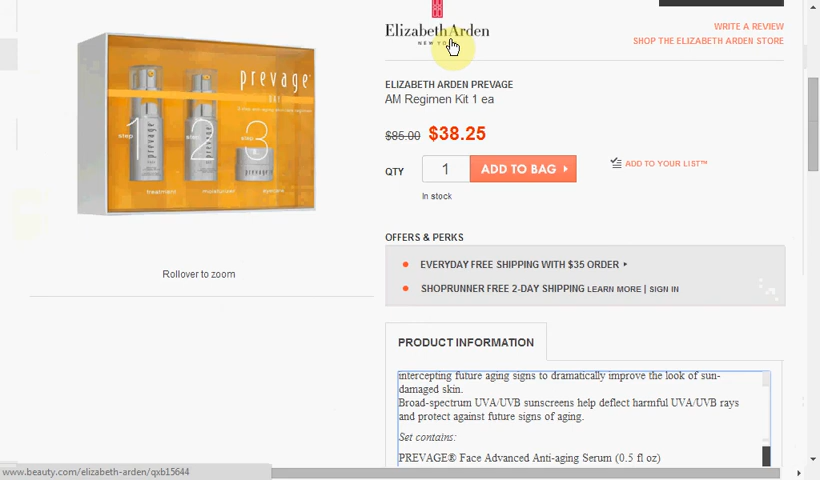 ElizabethArden
NEW YO
WRITE A REVIEW
SHOP THE ELIZABETH ARDEN STORE
prevage®
DAY
step 1
step 2
step 3
treatment
moisturizer
prevage
ELIZABETH ARDEN PREVAGE
AM Regimen Kit 1 ea
$85.00 $38.25
QTY 1 ADD TO BAG
ADD TO YOUR LIST™
In stock
OFFERS & PERKS
EVERYDAY FREE SHIPPING WITH $35 ORDER
SHOPRUNNER FREE 2-DAY SHIPPING LEARN MORE | SIGN IN
Rollover to zoom
PRODUCT INFORMATION
intercepting future aging signs to dramatically improve the look of sun-
damaged skin.
Broad-spectrum UVA/UVB sunscreens help deflect harmful UVA/UVB rays
and protect against future signs of aging.
Set contains:
PREVAGE® Face Advanced Anti-aging Serum (0.5 fl oz)
www.beauty.com/elizabeth-arden/qxb15644